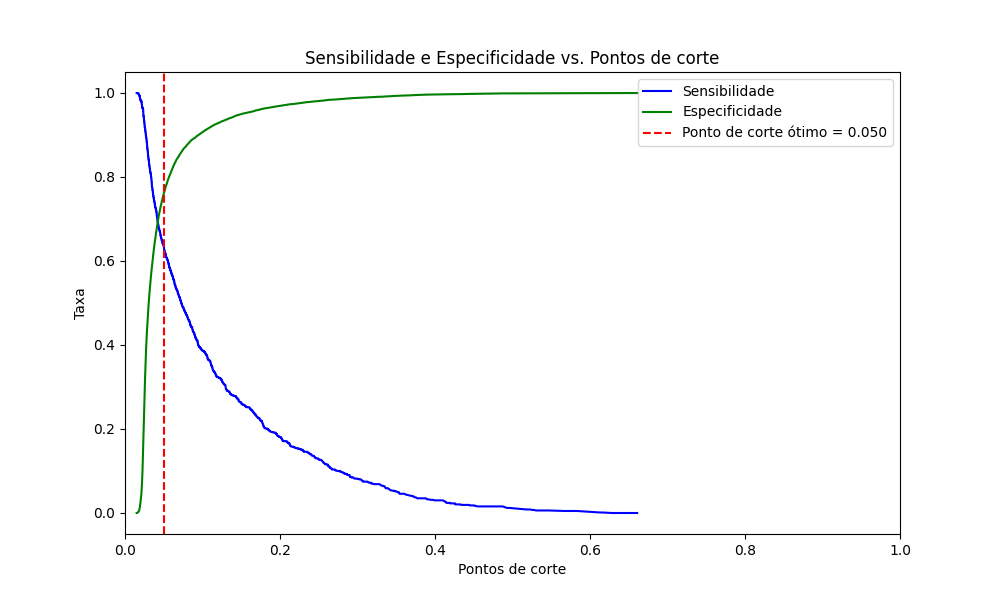 Sensibilidade e Especificidade vs. Pontos de corte
Sensibilidade
Especificidade
Ponto de corte ótimo = 0.050
Taxa
1.0
0.8
0.6
0.4
0.2
0.0
0.0 0.2 0.4 0.6 0.8 1.0
Pontos de corte